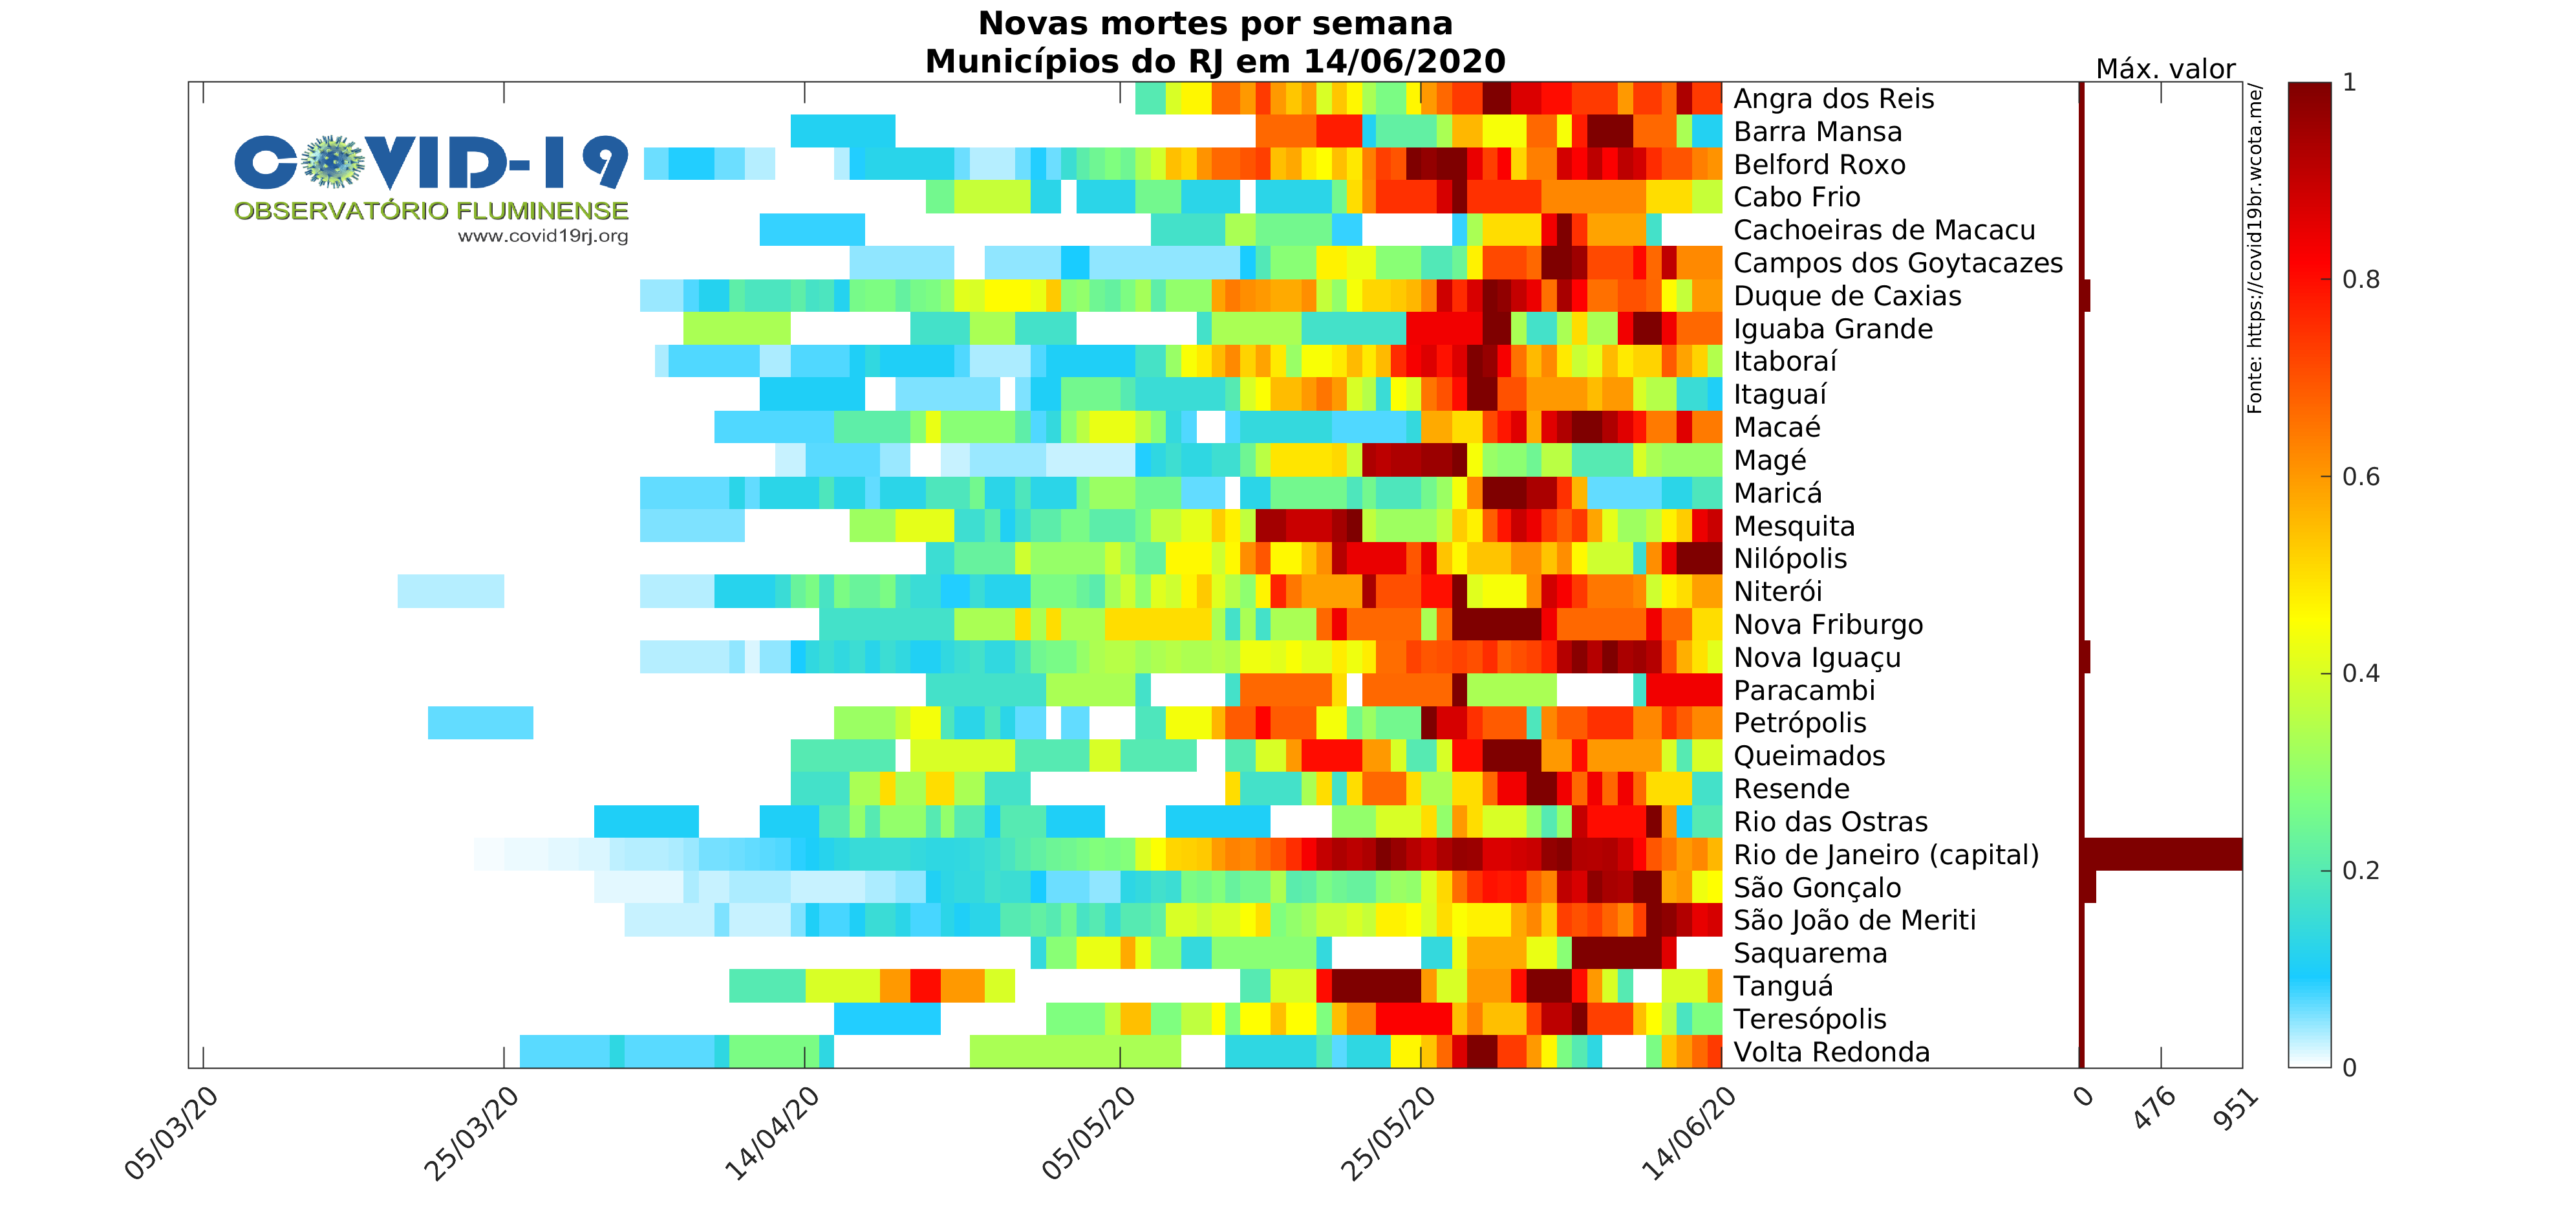 Novas mortes por semana
Municípios do RJ em 14/06/2020
Máx. valor
COVID-19
OBSERVATÓRIO FLUMINENSE
www.covid19rj.org
Angra dos Reis
Barra Mansa
Belford Roxo
Cabo Frio
Cachoeiras de Macacu
Campos dos Goytacazes
Duque de Caxias
Iguaba Grande
Itaboraí
Itaguaí
Macaé
Magé
Maricá
Mesquita
Nilópolis
Niterói
Nova Friburgo
Nova Iguaçu
Paracambi
Petrópolis
Queimados
Resende
Rio das Ostras
Rio de Janeiro (capital)
São Gonçalo
São João de Meriti
Saquarema
Tanguá
Teresópolis
Volta Redonda
Fonte: https://covid19br.wcota.me/
1
0.8
0.6
0.4
0.2
0
05/03/20
25/03/20
14/04/20
05/05/20
25/05/20
14/06/20
0
476
951